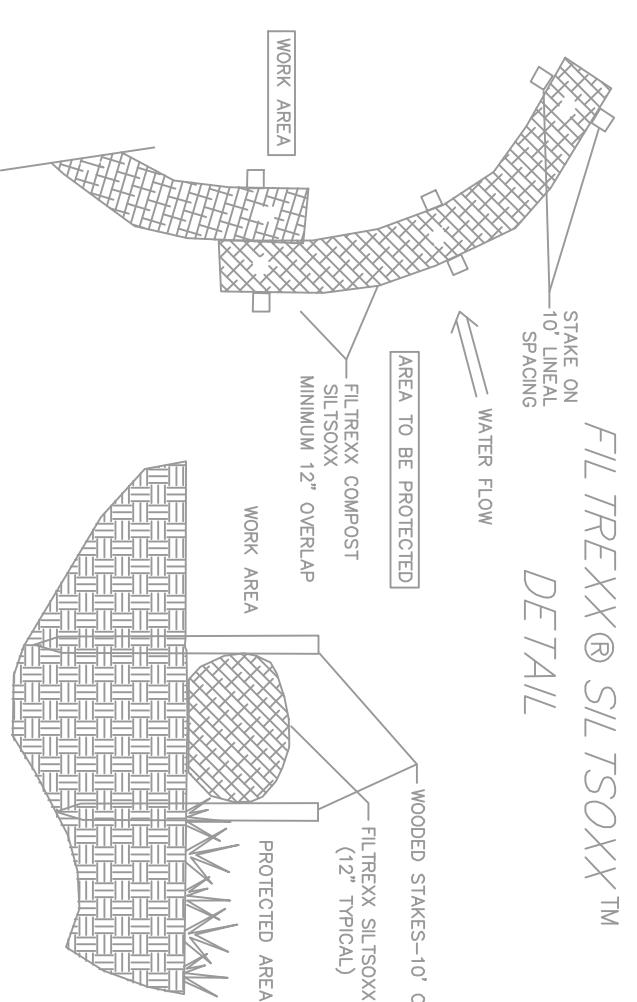 FILTREXX® SILTSOXX™
DETAIL
STAKE ON
10' LINEAL
SPACING
WATER FLOW
WORK AREA
AREA TO BE PROTECTED
FILTREXX COMPOST
SILTSOXX
MINIMUM 12" OVERLAP
WORK AREA
WOODED STAKES-10'
FILTREXX SILTSOXX
(12" TYPICAL)
PROTECTED AREA